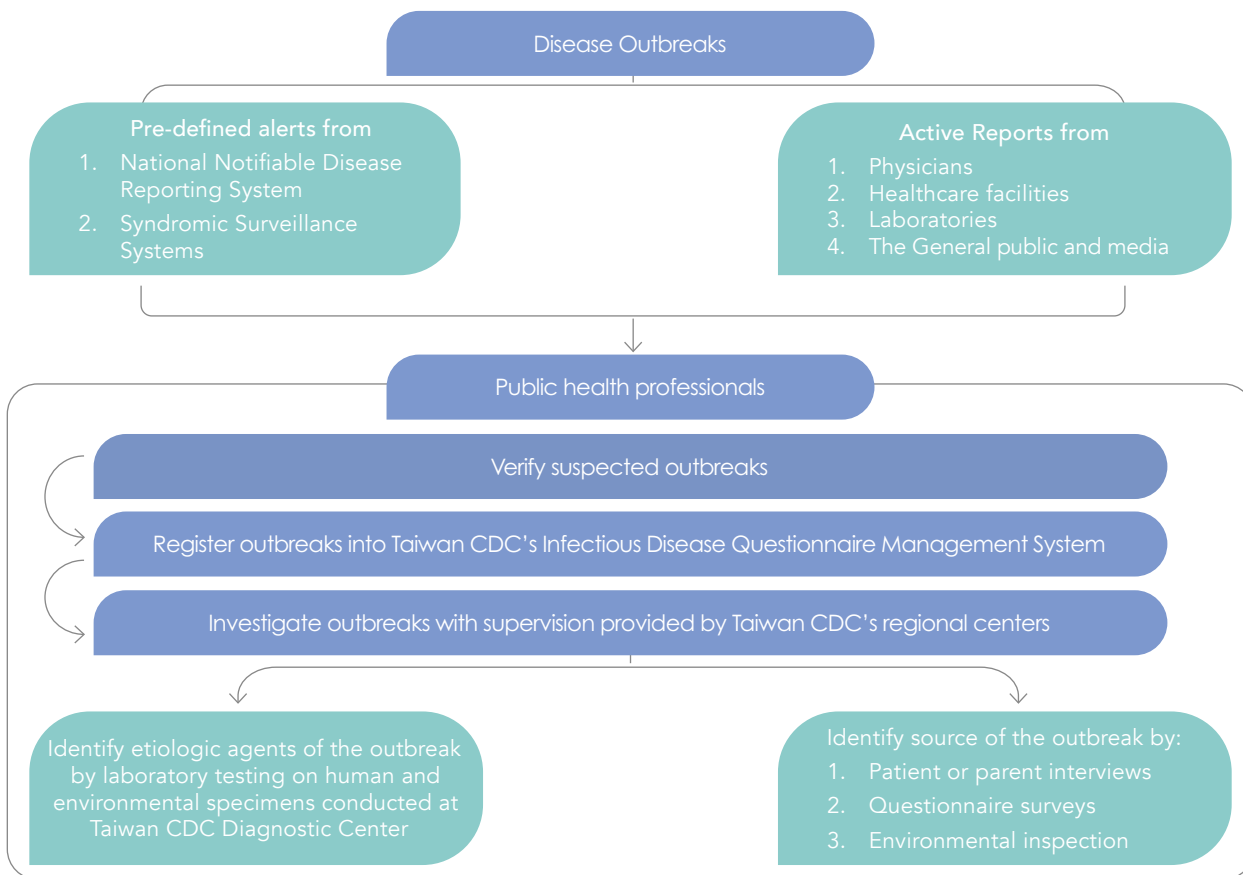 Disease Outbreaks
Pre-defined alerts from
1. National Notifiable Disease
Reporting System
2. Syndromic Surveillance
Systems
Active Reports from
1. Physicians
2. Healthcare facilities
3. Laboratories
4. The General public and media
Public health professionals
Verify suspected outbreaks
Register outbreaks into Taiwan CDC’s Infectious Disease Questionnaire Management System
Investigate outbreaks with supervision provided by Taiwan CDC’s regional centers
Identify etiologic agents of the outbreak
by laboratory testing on human and
environmental specimens conducted at
Taiwan CDC Diagnostic Center
Identify source of the outbreak by:
1. Patient or parent interviews
2. Questionnaire surveys
3. Environmental inspection